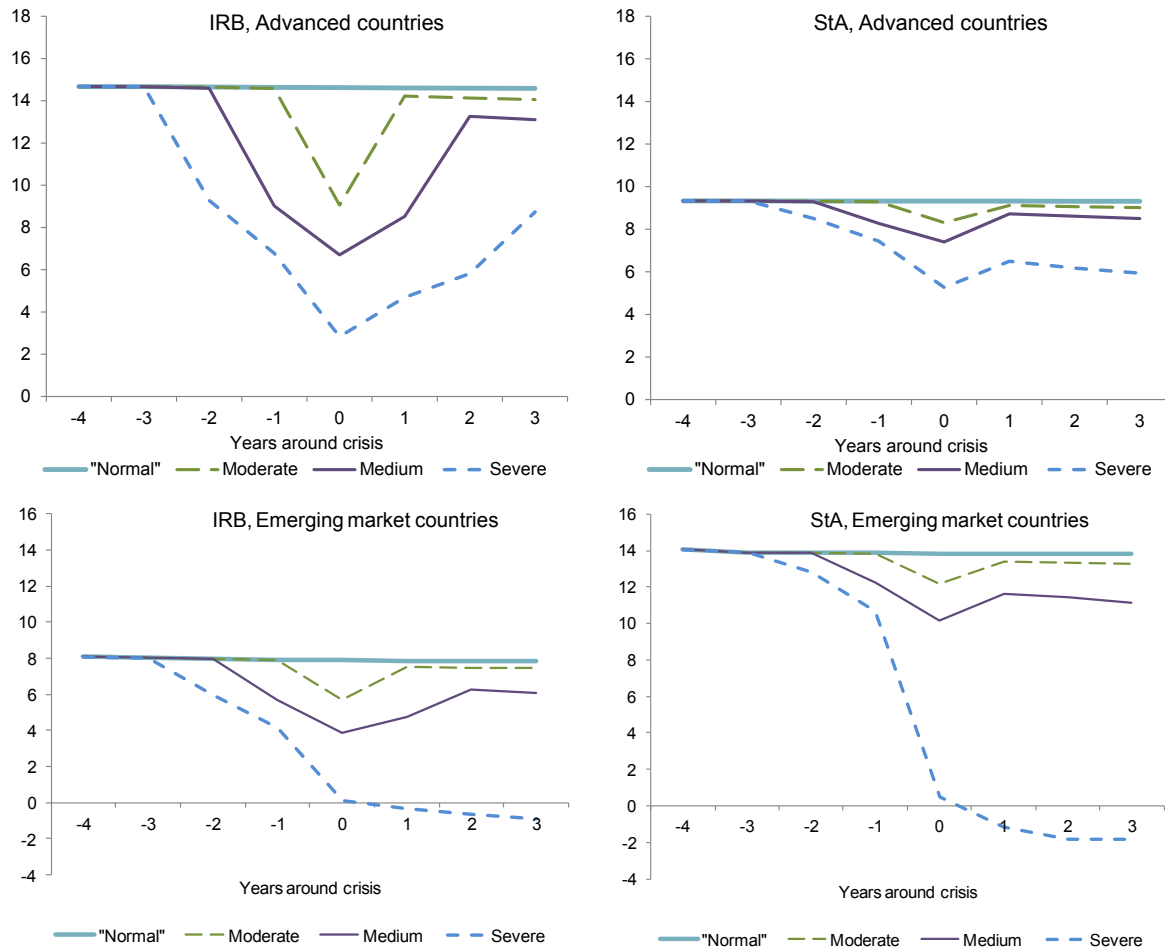 IRB, Advanced countries
18
16
14
12
10
8
6
4
2
0
-4 -3 -2 -1 0 1 2 3
Years around crisis
"Normal" Moderate Medium Severe
StA, Advanced countries
18
16
14
12
10
8
6
4
2
0
-4 -3 -2 -1 0 1 2 3
Years around crisis
"Normal" Moderate Medium Severe
IRB, Emerging market countries
16
14
12
10
8
6
4
2
0
-2
-4
-4 -3 -2 -1 0 1 2 3
Years around crisis
"Normal" Moderate Medium Severe
StA, Emerging market countries
16
14
12
10
8
6
4
2
0
-2
-4
-4 -3 -2 -1 0 1 2 3
Years around crisis
"Normal" Moderate Medium Severe